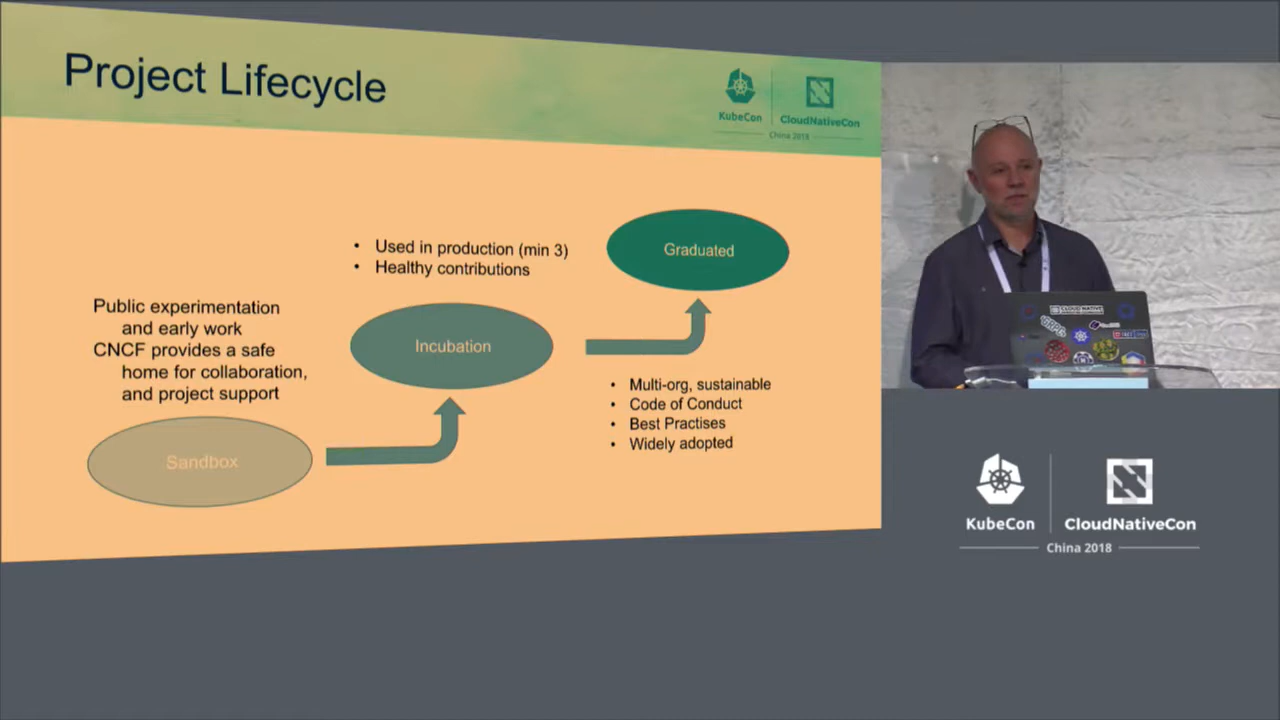 Project Lifecycle
KubeCon
CloudNativeCon
China 2018
• Used in production (min 3)
• Healthy contributions
Graduated
Public experimentation
and early work
CNCF provides a safe
home for collaboration,
and project support
Incubation
• Multi-org, sustainable
• Code of Conduct
• Best Practises
• Widely adopted
Sandbox
CLOUD NATIVE
KubeCon
CloudNativeCon
China 2018